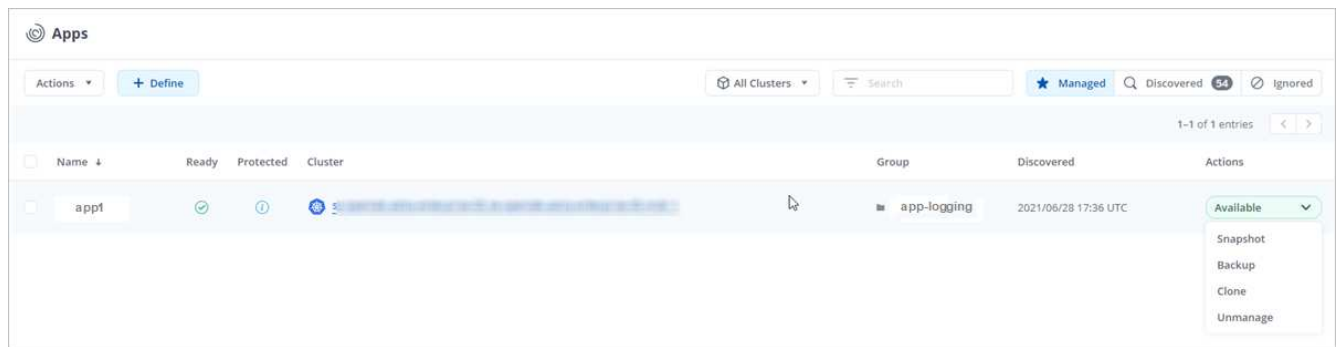 Apps
Actions + Define All Clusters Search Managed Discovered 54 Ignored
1–1 of 1 entries
Name Ready Protected Cluster Group Discovered Actions
app1 app-logging 2021/06/28 17:36 UTC Available
Snapshot
Backup
Clone
Unmanage